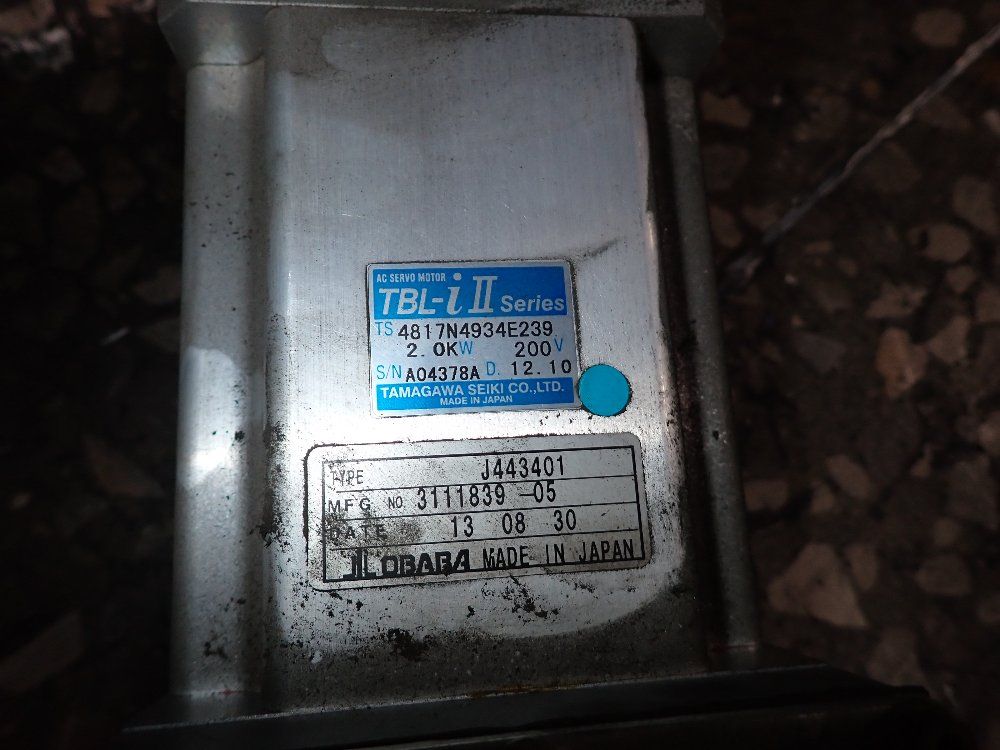 AC SERVO MOTOR
TBL-i II Series
TS 4817N4934E239
2.0KW 200V
S/N A04378A D. 12.10
TAMAGAWA SEIKI CO.,LTD.
MADE IN JAPAN
TYPE J443401
MFG NO 3111839 -05
DATE 13 08 30
OBARA MADE IN JAPAN